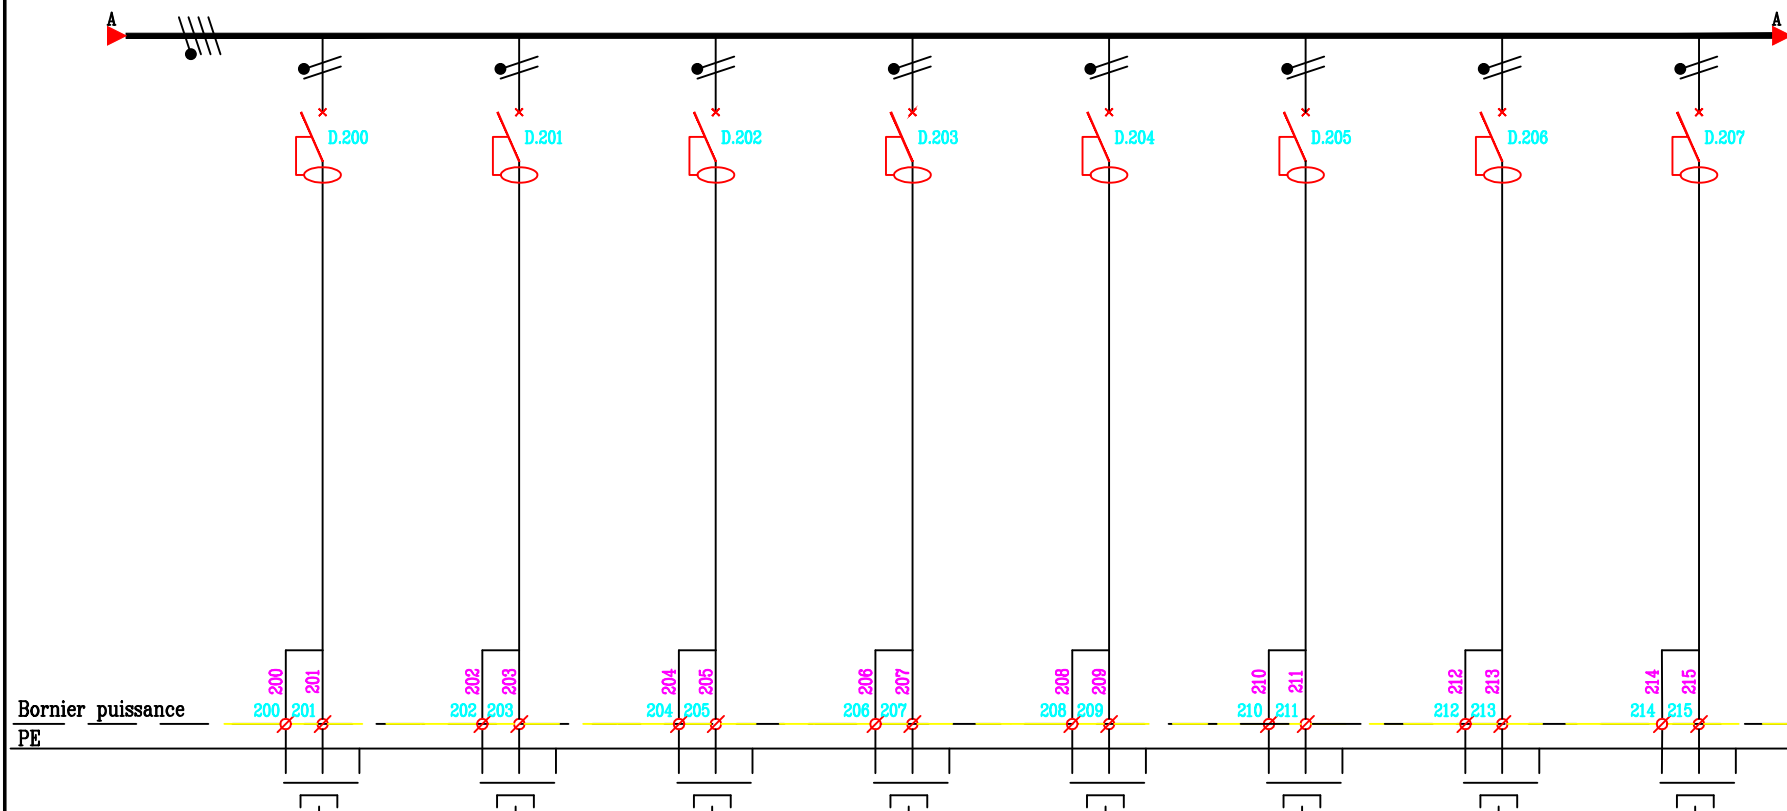 A A
D.200 D.201 D.202 D.203 D.204 D.205 D.206 D.207
200 201 202 203 204 205 206 207 208 209 210 211 212 213 214 215
Bornier puissance 200 201 202 203 204 205 206 207 208 209 210 211 212 213 214 215
PE